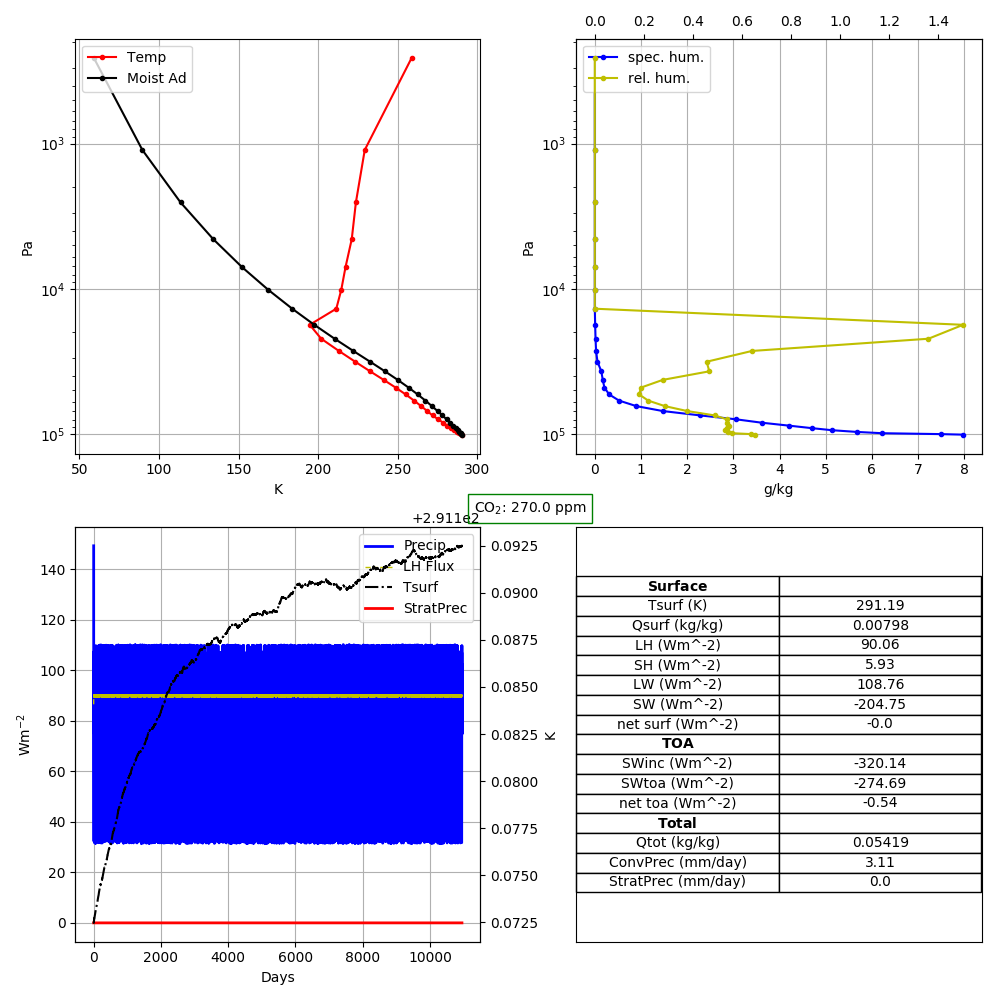 0.0 0.2 0.4 0.6 0.8 1.0 1.2 1.4
Temp
Moist Ad
spec. hum.
rel. hum.
10^3
10^4
10^5
Pa
50 100 150 200 250 300
K
10^3
10^4
10^5
Pa
0 1 2 3 4 5 6 7 8
g/kg
CO₂: 270.0 ppm
+2.911e2
Precip
LH Flux
Tsurf
StratPrec
140
120
100
80
60
40
20
0
Wm⁻²
0.0925
0.0900
0.0875
0.0850
0.0825
0.0800
0.0775
0.0750
0.0725
K
0 2000 4000 6000 8000 10000
Days
Surface
Tsurf (K) 291.19
Qsurf (kg/kg) 0.00798
LH (Wm^-2) 90.06
SH (Wm^-2) 5.93
LW (Wm^-2) 108.76
SW (Wm^-2) -204.75
net surf (Wm^-2) -0.0
TOA
SWinc (Wm^-2) -320.14
SWtoa (Wm^-2) -274.69
net toa (Wm^-2) -0.54
Total
Qtot (kg/kg) 0.05419
ConvPrec (mm/day) 3.11
StratPrec (mm/day) 0.0